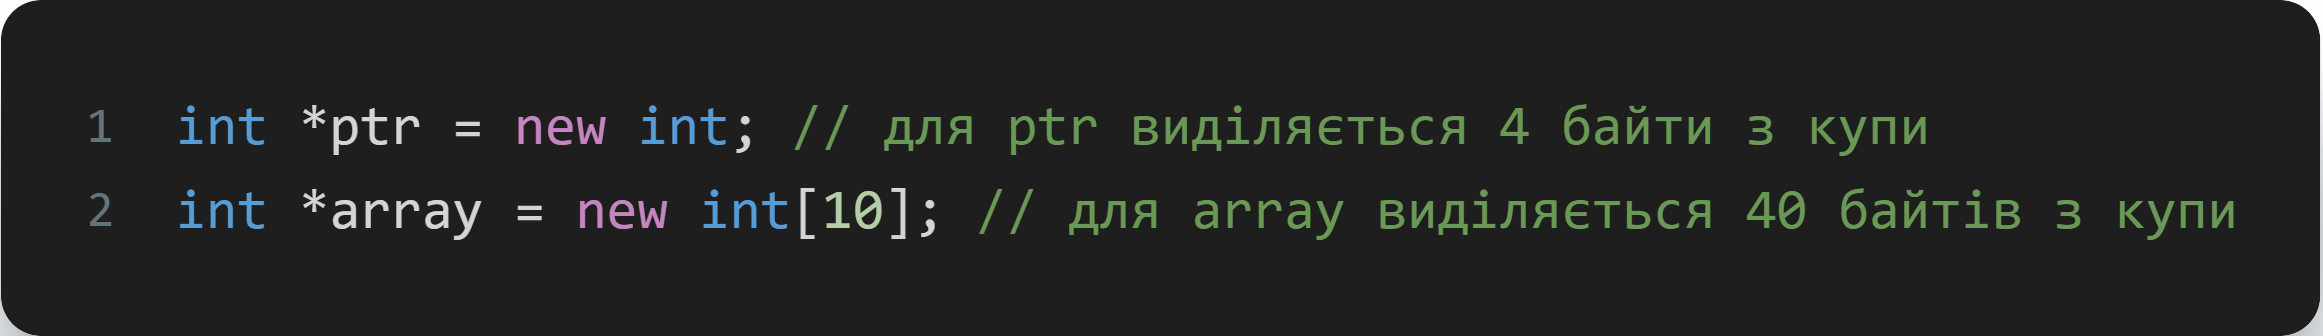 1 int *ptr = new int; // для ptr виділяється 4 байти з купи
2 int *array = new int[10]; // для array виділяється 40 байтів з купи